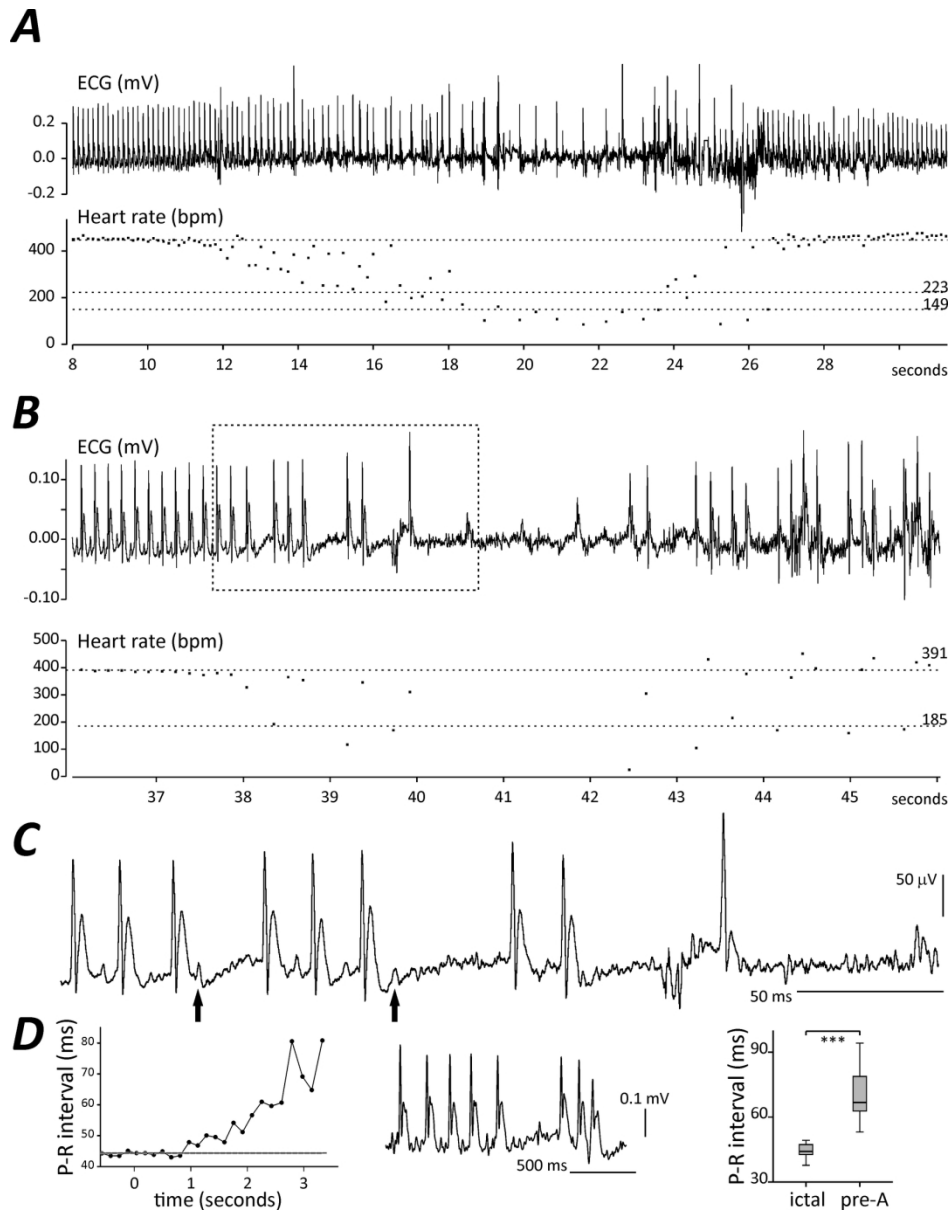 A
ECG (mV)
0.2
0.0
-0.2
Heart rate (bpm)
400
223
200
149
0
8 10 12 14 16 18 20 22 24 26 28 seconds
B
ECG (mV)
0.10
0.00
-0.10
Heart rate (bpm)
500
391
400
300
200
185
100
0
37 38 39 40 41 42 43 44 45 seconds
C
50 μV
50 ms
D
P-R interval (ms)
80
70
60
50
40
0 1 2 3
time (seconds)
0.1 mV
500 ms
P-R interval (ms)
90
60
30
***
ictal pre-A